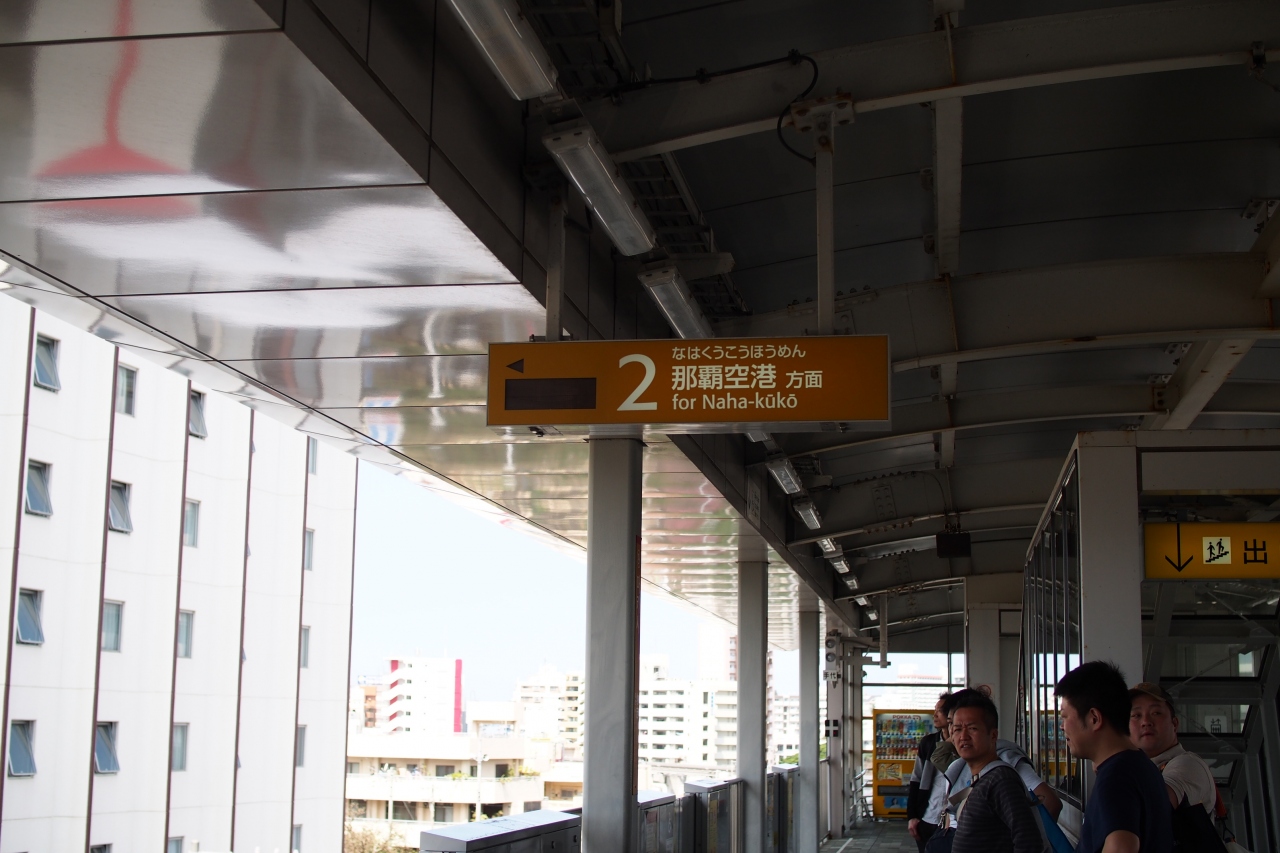 2
なはくうこうほうめん
那覇空港 方面
for Naha-kūkō
出